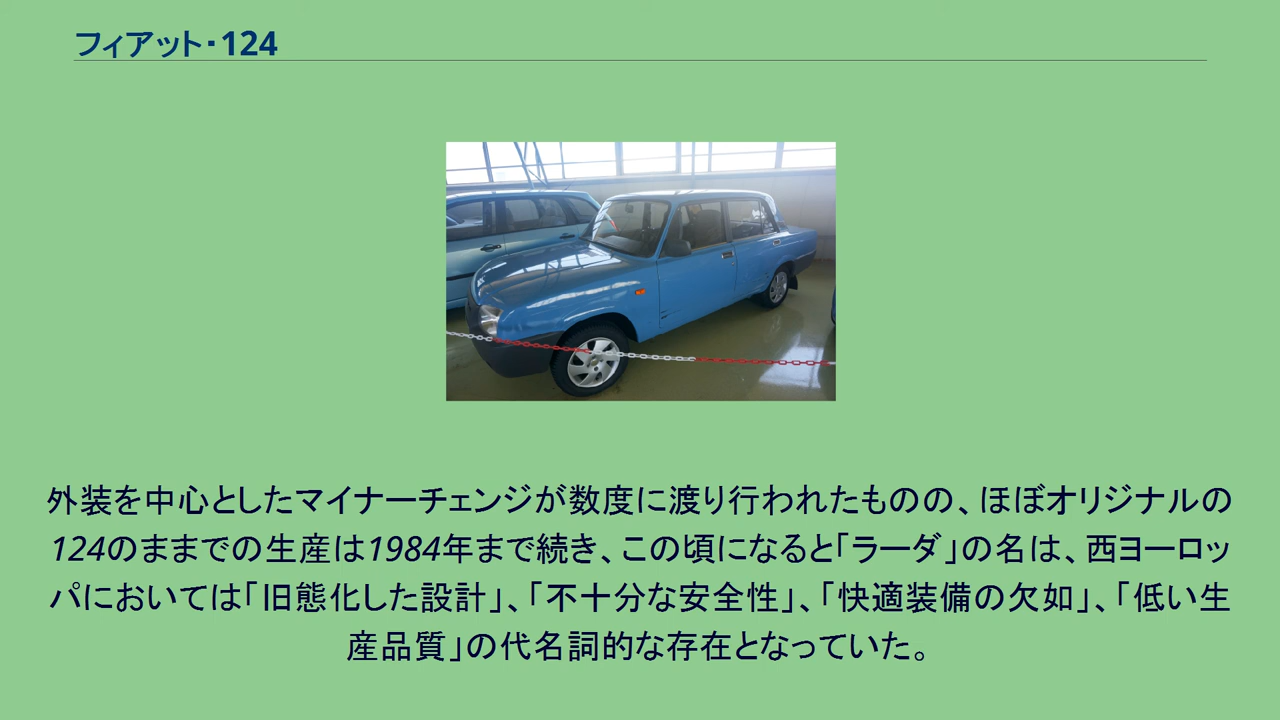 フィアット・124
外装を中心としたマイナーチェンジが数度に渡り行われたものの、ほぼオリジナルの
124のままでの生産は1984年まで続き、この頃になると「ラーダ」の名は、西ヨーロッ
パにおいては「旧態化した設計」、「不十分な安全性」、「快適装備の欠如」、「低い生
産品質」の代名詞的な存在となっていた。